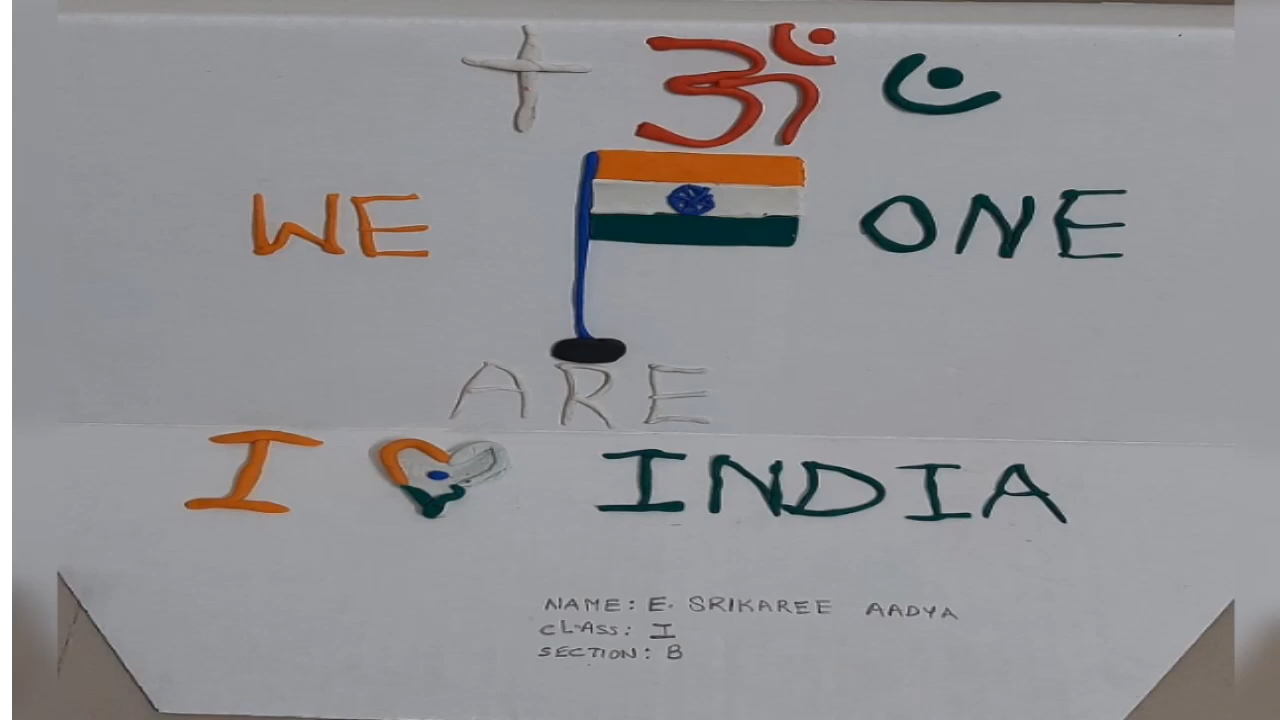 ॐ
WE ONE
ARE
I INDIA
NAME: E. SRIKAREE AADYA
CLASS: I
SECTION: B